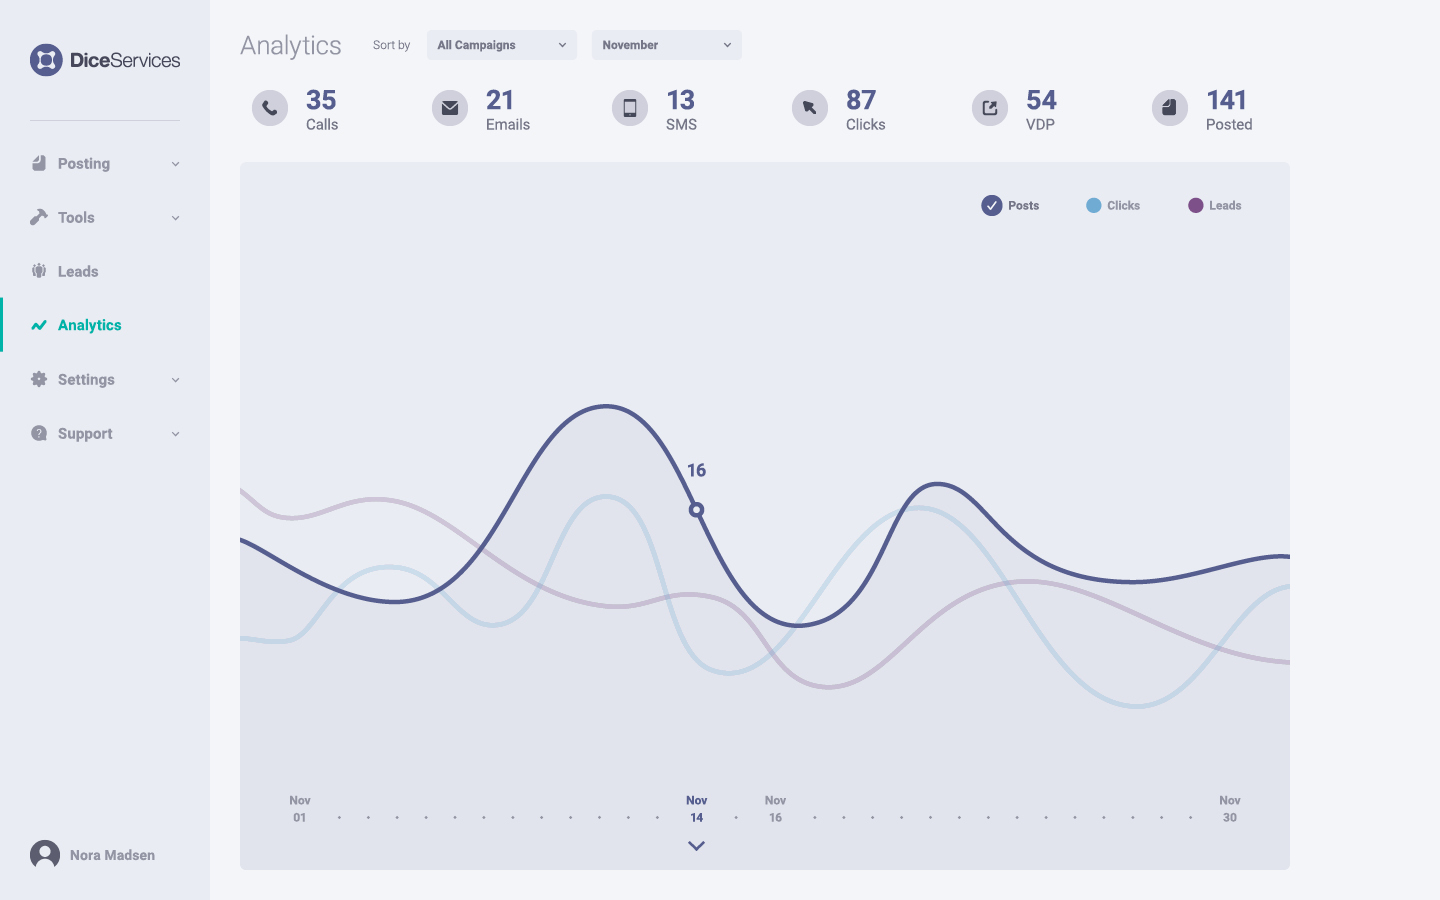 DiceServices
Posting
Tools
Leads
Analytics
Settings
Support
Nora Madsen
Analytics
Sort by
All Campaigns
November
35
Calls
21
Emails
13
SMS
87
Clicks
54
VDP
141
Posted
Posts
Clicks
Leads
16
Nov
01
Nov
14
Nov
16
Nov
30